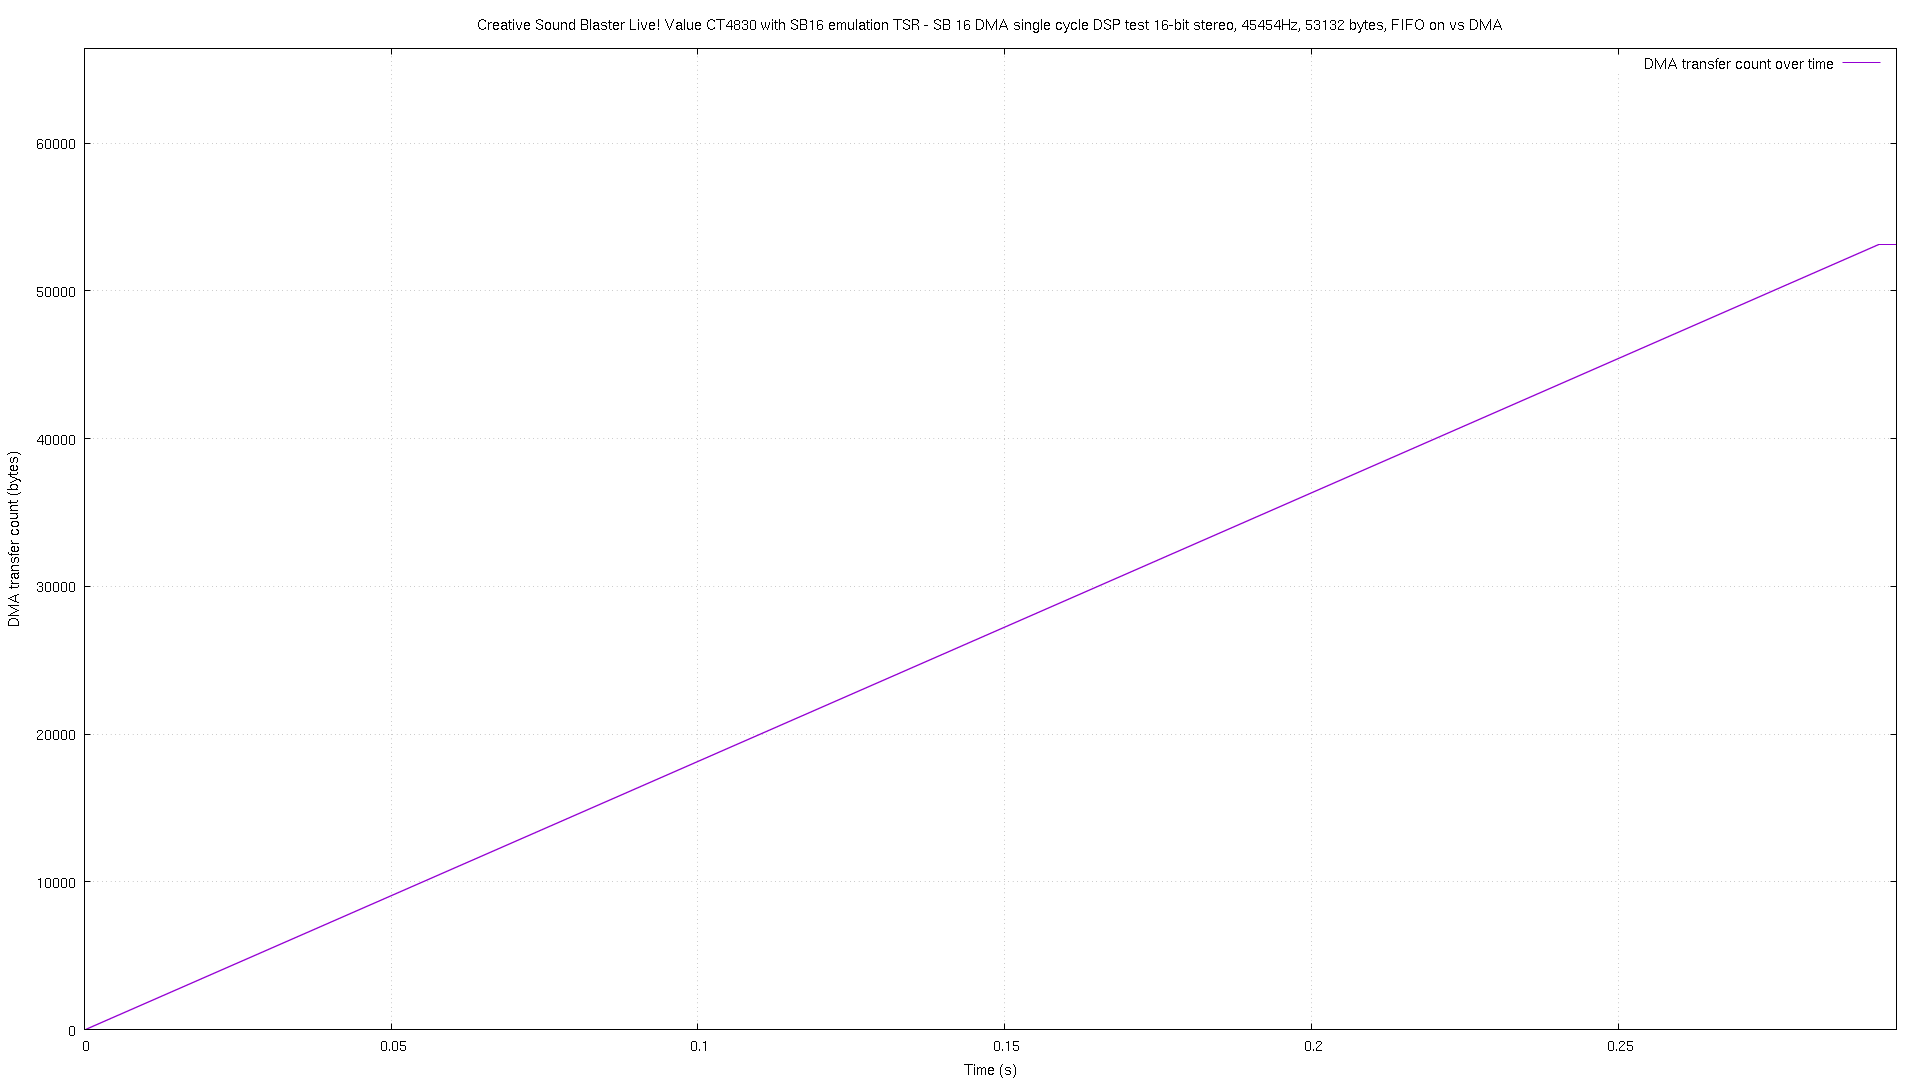 Creative Sound Blaster Live! Value CT4830 with SB16 emulation TSR - SB 16 DMA single cycle DSP test 16-bit stereo, 45454Hz, 53132 bytes, FIFO on vs DMA
DMA transfer count over time
60000
50000
40000
30000
20000
10000
0
DMA transfer count (bytes)
0 0.05 0.1 0.15 0.2 0.25
Time (s)